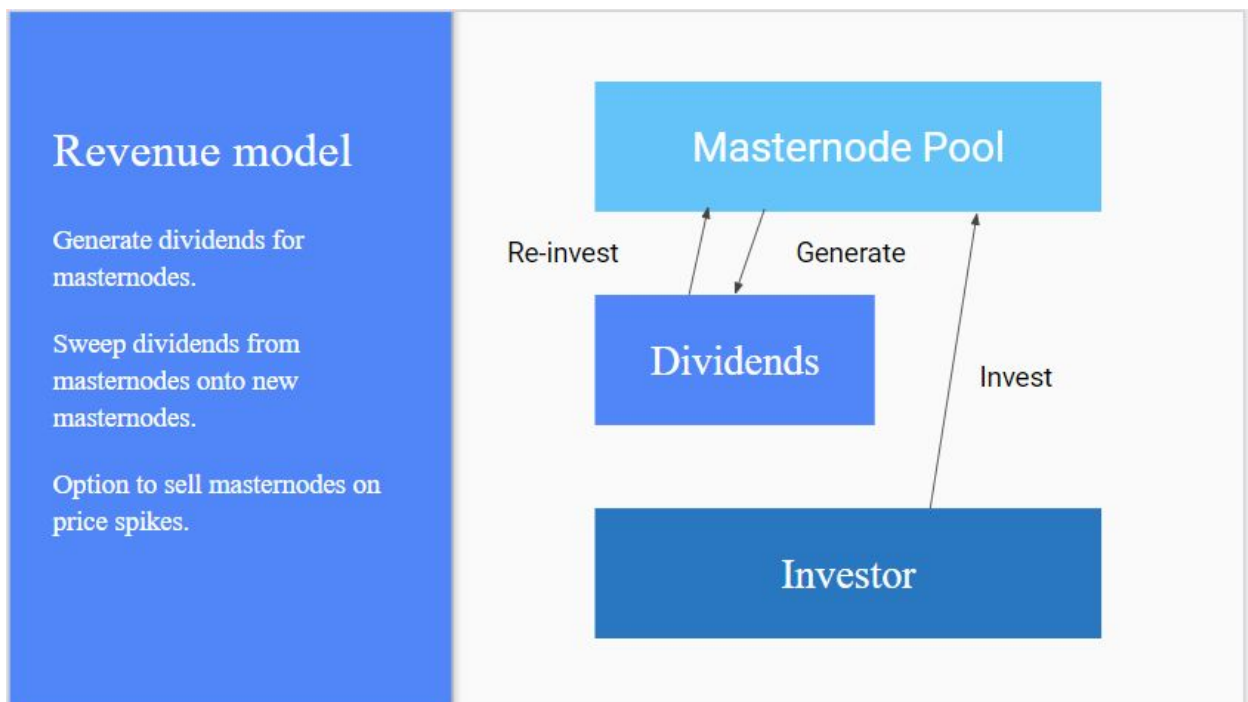 Revenue model
Generate dividends for
masternodes.
Sweep dividends from
masternodes onto new
masternodes.
Option to sell masternodes on
price spikes.
Masternode Pool
Re-invest
Generate
Dividends
Invest
Investor